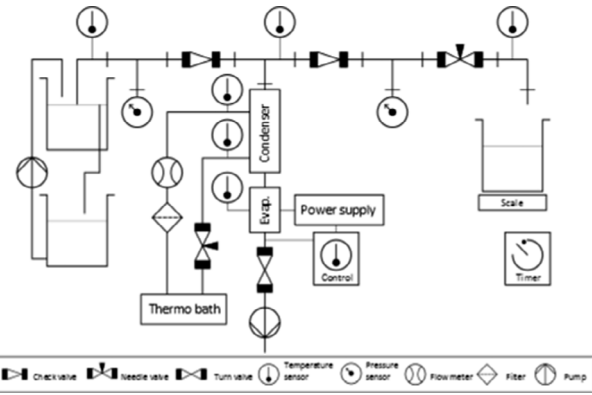 Condenser
Evap.
Power supply
Control
Thermo bath
Scale
Timer
Check valve
Needle valve
Turn valve
Temperature
sensor
Pressure
sensor
Flow meter
Filter
Pump